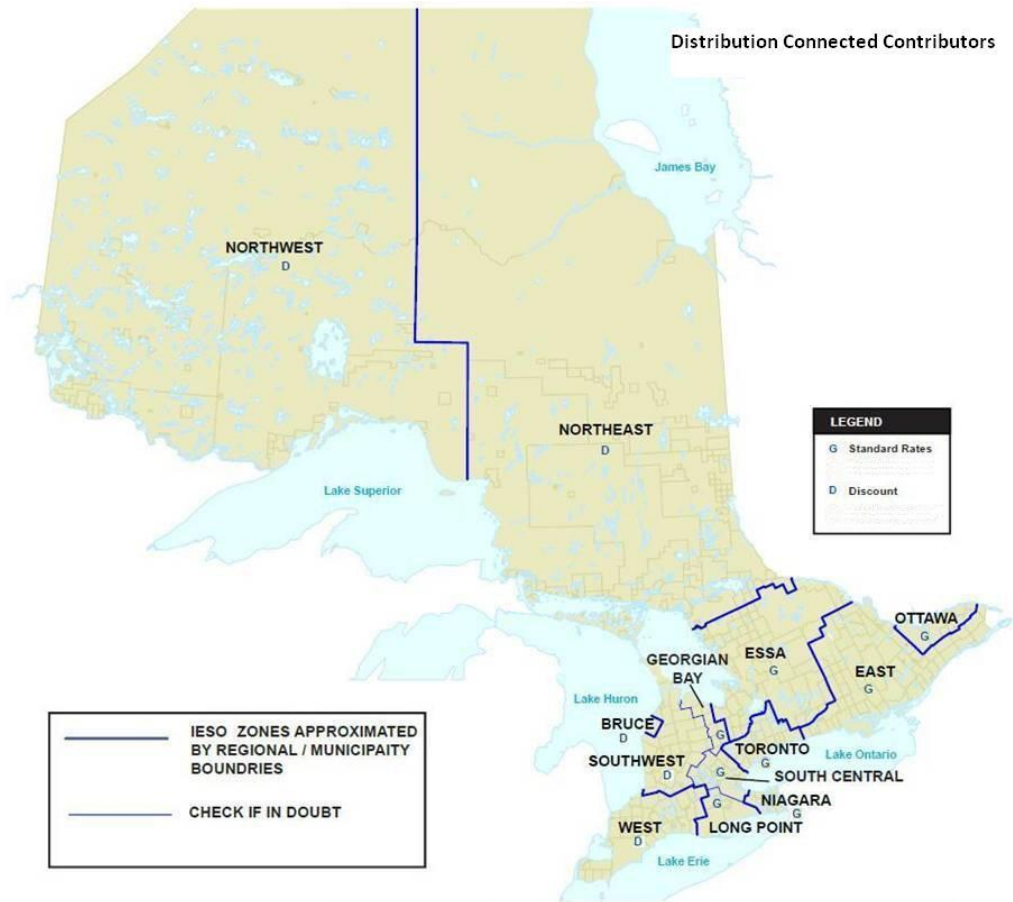 Distribution Connected Contributors
James Bay
NORTHWEST
D
NORTHEAST
D
LEGEND
G Standard Rates
D Discount
Lake Superior
OTTAWA
G
ESSA
G
EAST
G
GEORGIAN
BAY
G
Lake Huron
BRUCE
D
SOUTHWEST
D
TORONTO
G
Lake Ontario
SOUTH CENTRAL
G
NIAGARA
G
LONG POINT
G
WEST
D
Lake Erie
IESO ZONES APPROXIMATED
BY REGIONAL / MUNICIPAITY
BOUNDRIES
CHECK IF IN DOUBT